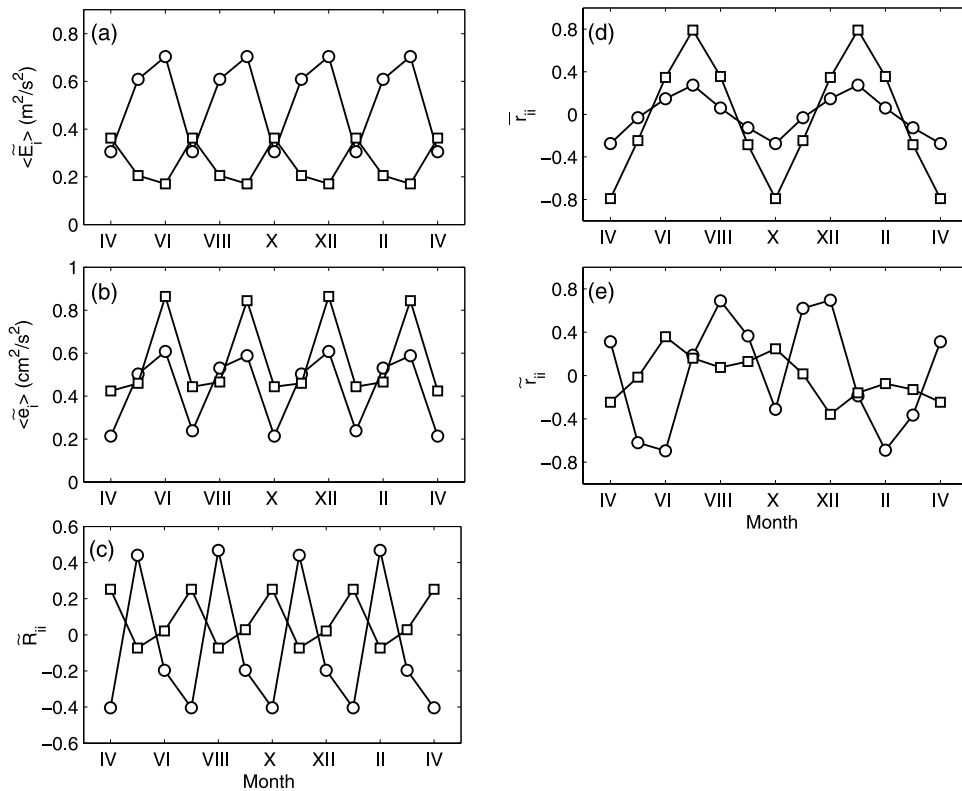 (a)
<Ẽi> (m²/s²)
0.8
0.6
0.4
0.2
0
IV VI VIII X XII II IV
(b)
<ẽi> (cm²/s²)
1
0.8
0.6
0.4
0.2
0
IV VI VIII X XII II IV
(c)
R̃ii
0.6
0.4
0.2
0
−0.2
−0.4
−0.6
IV VI VIII X XII II IV
Month
(d)
r̅ii
0.8
0.4
0
−0.4
−0.8
IV VI VIII X XII II IV
(e)
r̃ii
0.8
0.4
0
−0.4
−0.8
IV VI VIII X XII II IV
Month